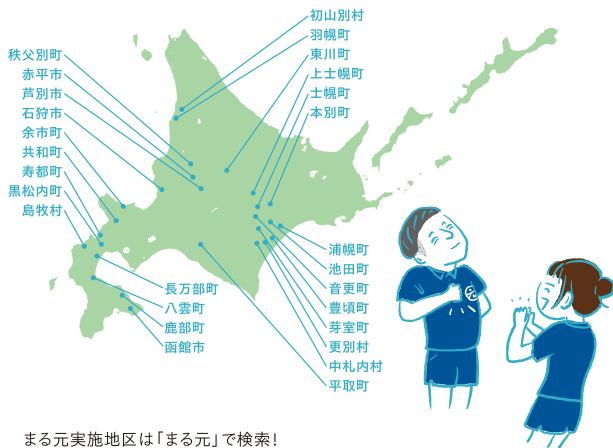 初山別村
羽幌町
東川町
上士幌町
士幌町
本別町
秩父別町
赤平市
芦別市
石狩市
余市町
共和町
寿都町
黒松内町
島牧村
長万部町
八雲町
鹿部町
函館市
浦幌町
池田町
音更町
豊頃町
芽室町
更別村
中札内村
平取町
まる元実施地区は「まる元」で検索!